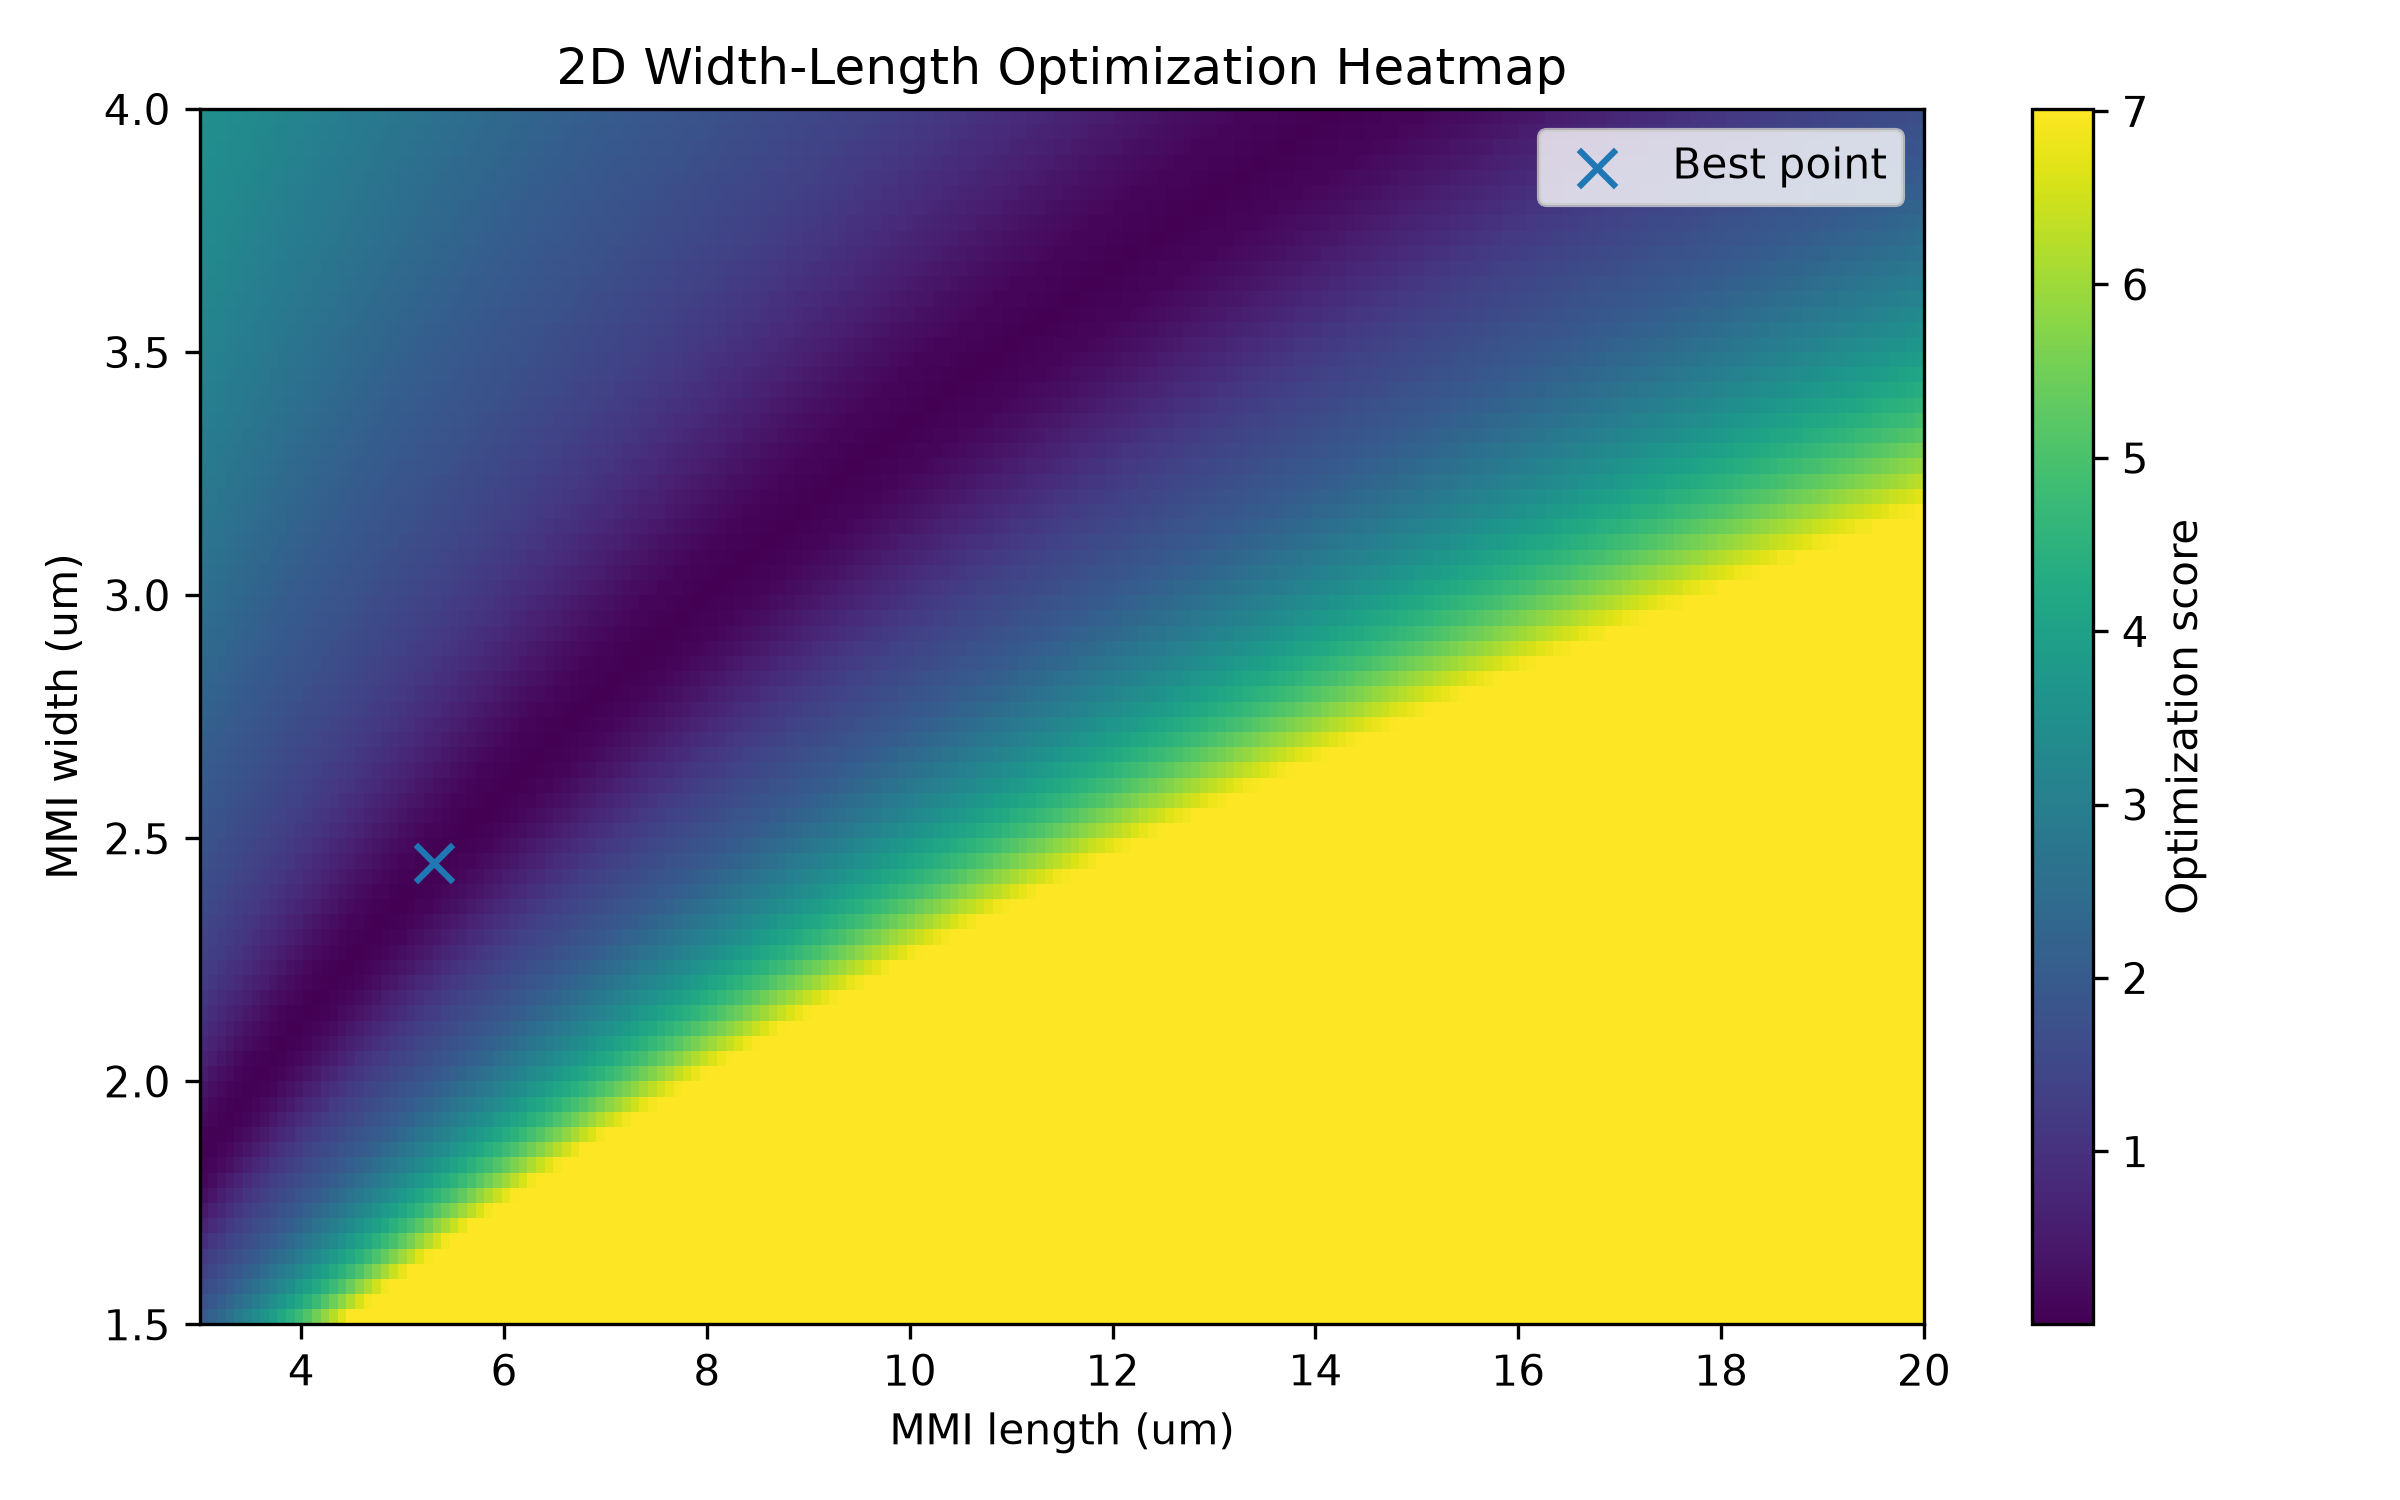 2D Width-Length Optimization Heatmap
Best point
MMI width (um)
4.0
3.5
3.0
2.5
2.0
1.5
4 6 8 10 12 14 16 18 20
MMI length (um)
7
6
5
4
3
2
1
Optimization score